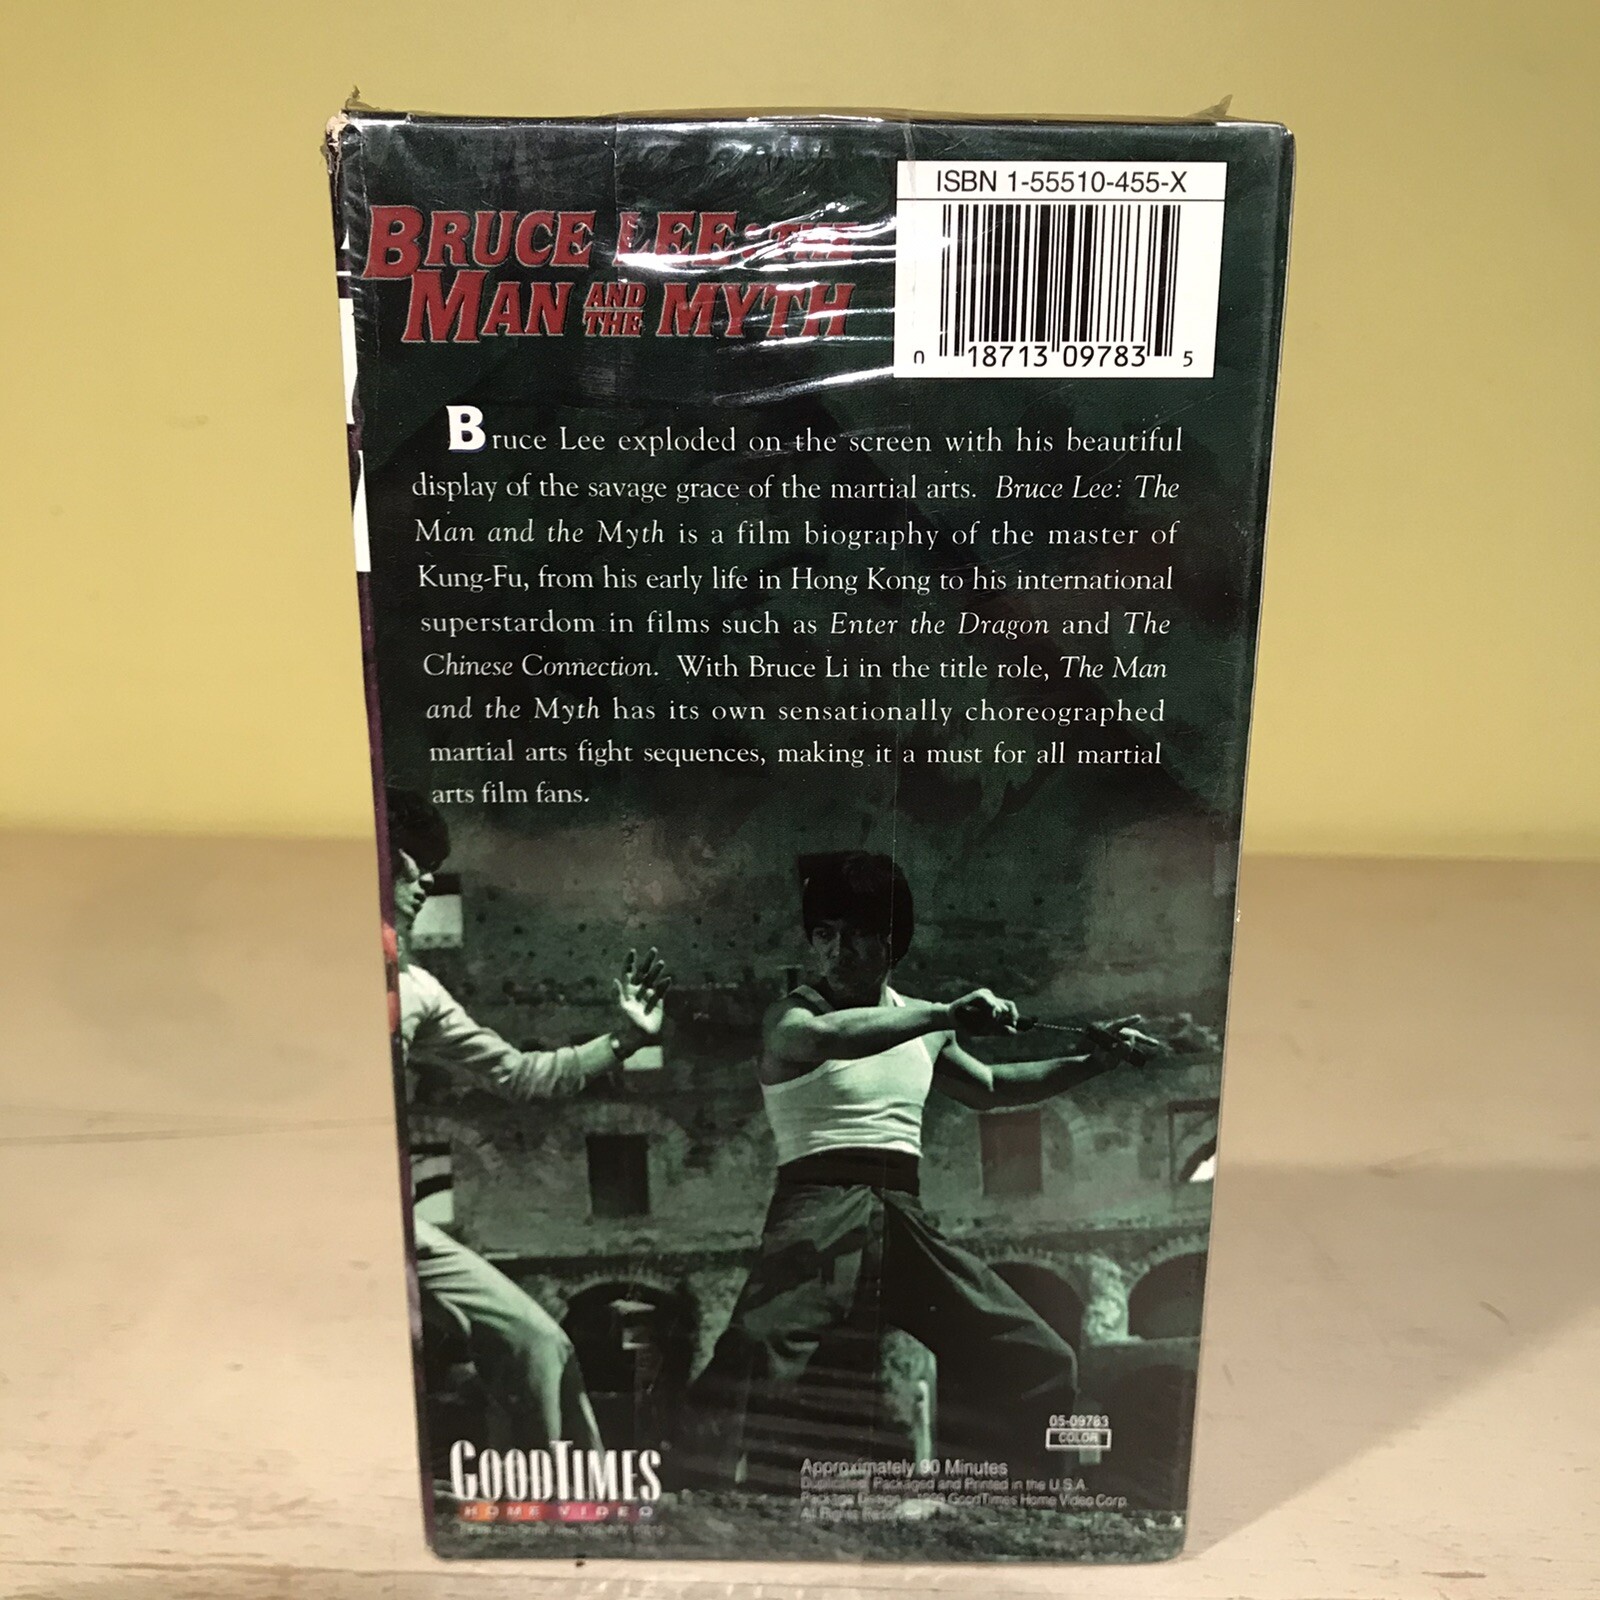 ISBN 1-55510-455-X
0 18713 09783 5
BRUCE LEE: THE
MAN AND THE MYTH
Bruce Lee exploded on the screen with his beautiful
display of the savage grace of the martial arts. Bruce Lee: The
Man and the Myth is a film biography of the master of
Kung-Fu, from his early life in Hong Kong to his international
superstardom in films such as Enter the Dragon and The
Chinese Connection. With Bruce Li in the title role, The Man
and the Myth has its own sensationally choreographed
martial arts fight sequences, making it a must for all martial
arts film fans.
05-09783
COLOR
GOODTIMES
HOME VIDEO
Approximately 90 Minutes
Duplicated, Packaged and Printed in the U.S.A.
Package Design GoodTimes Home Video Corp.
All Rights Reserved